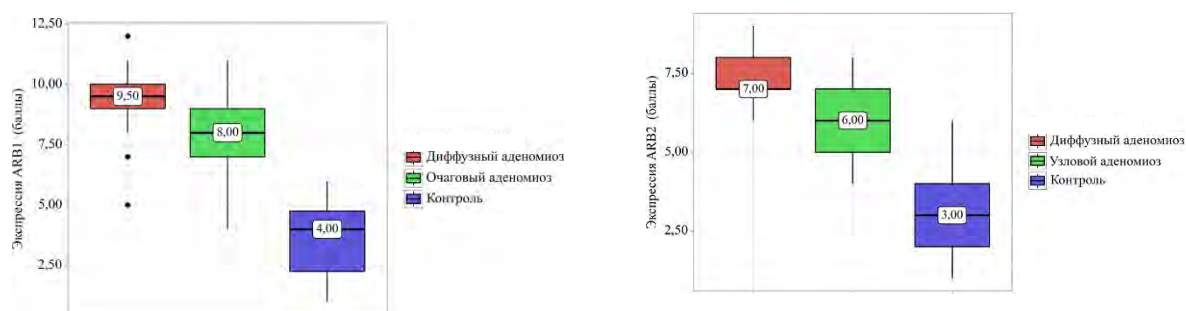 Экспрессия ARB1 (баллы)
12,50
10,00
7,50
5,00
2,50
9,50
8,00
4,00
Диффузный аденомиоз
Очаговый аденомиоз
Контроль
Экспрессия ARB2 (баллы)
7,50
5,00
2,50
7,00
6,00
3,00
Диффузный аденомиоз
Узловой аденомиоз
Контроль